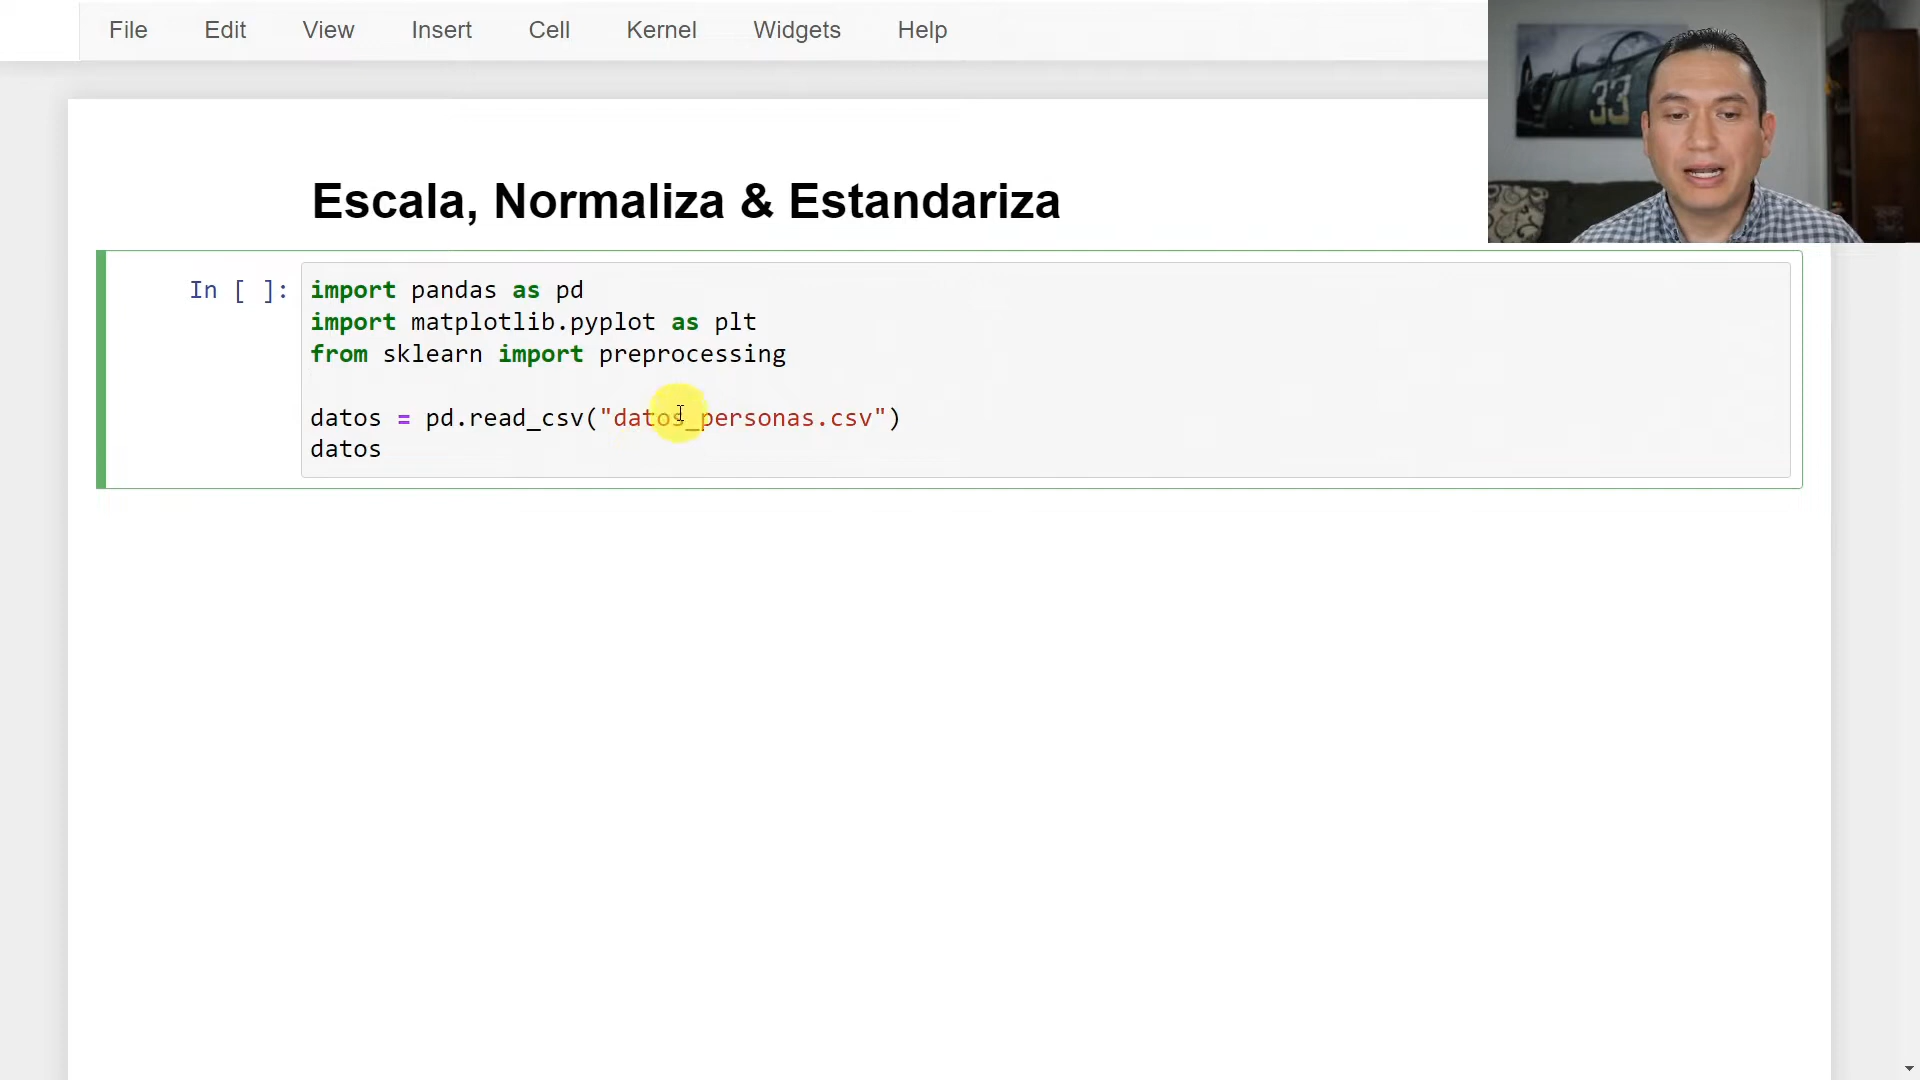 File Edit View Insert Cell Kernel Widgets Help
33
Escala, Normaliza & Estandariza
In [ ]:
import pandas as pd
import matplotlib.pyplot as plt
from sklearn import preprocessing
datos = pd.read_csv("datos_personas.csv")
datos